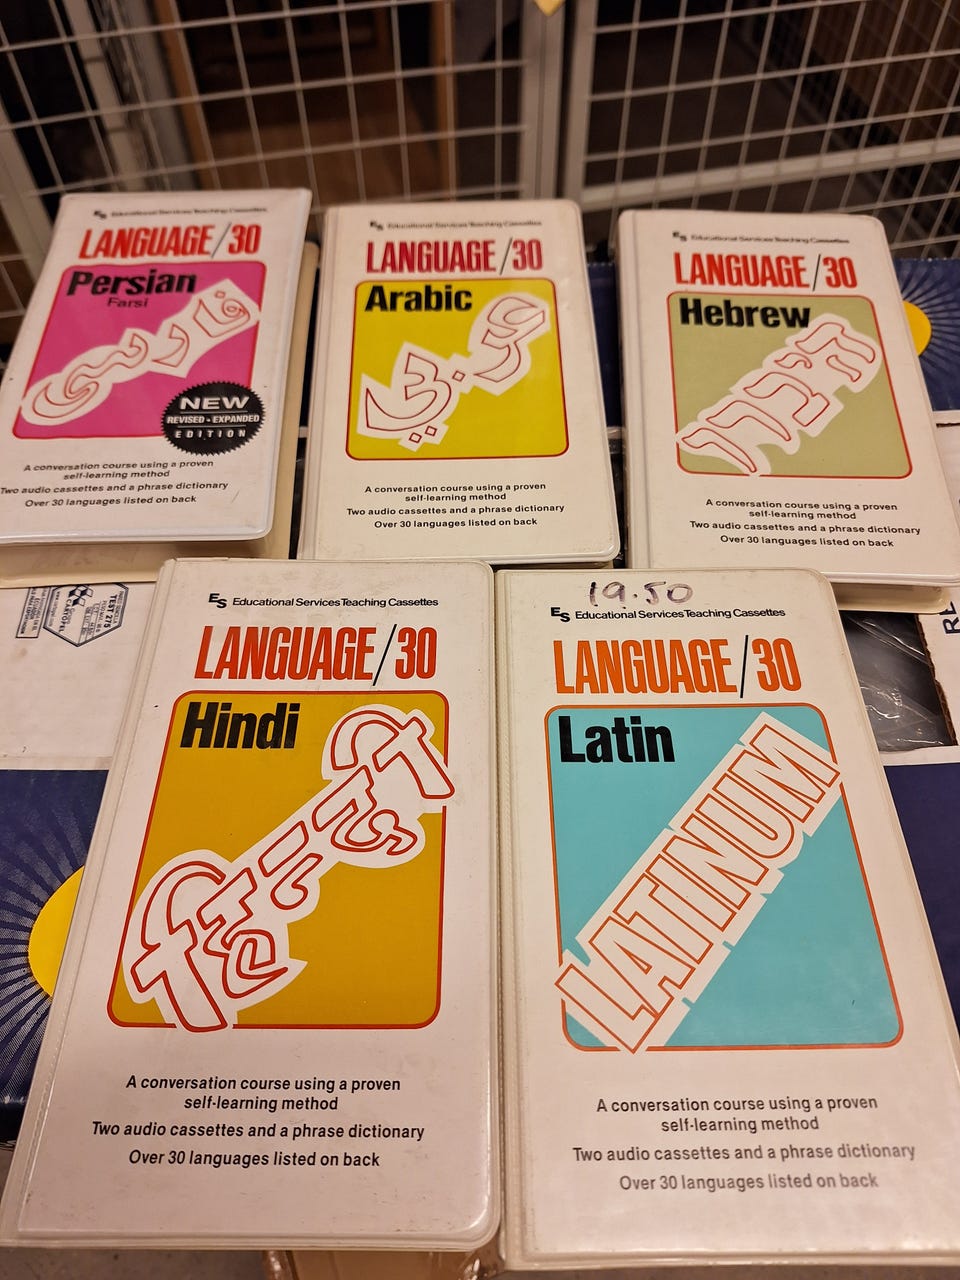 ES Educational Services Teaching Cassettes
LANGUAGE/30
Persian
Farsi
فارسی
NEW
REVISED - EXPANDED
EDITION
A conversation course using a proven
self-learning method
Two audio cassettes and a phrase dictionary
Over 30 languages listed on back
ES Educational Services Teaching Cassettes
LANGUAGE/30
Arabic
عربي
A conversation course using a proven
self-learning method
Two audio cassettes and a phrase dictionary
Over 30 languages listed on back
ES Educational Services Teaching Cassettes
LANGUAGE/30
Hebrew
היברו
A conversation course using a proven
self-learning method
Two audio cassettes and a phrase dictionary
Over 30 languages listed on back
TEST 275
ES Educational Services Teaching Cassettes
LANGUAGE/30
Hindi
हिन्दी
A conversation course using a proven
self-learning method
Two audio cassettes and a phrase dictionary
Over 30 languages listed on back
19.50
ES Educational Services Teaching Cassettes
LANGUAGE/30
Latin
LATINUM
A conversation course using a proven
self-learning method
Two audio cassettes and a phrase dictionary
Over 30 languages listed on back